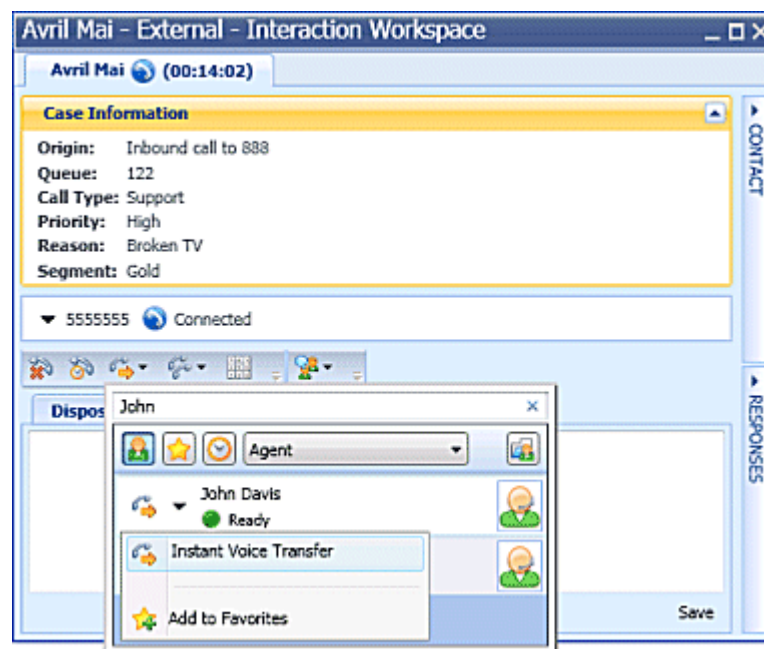 Avril Mai - External - Interaction Workspace
Avril Mai (00:14:02)
Case Information
Origin: Inbound call to 888
Queue: 122
Call Type: Support
Priority: High
Reason: Broken TV
Segment: Gold
CONTACT
5555555 Connected
Dispos
John
Agent
John Davis
Ready
Instant Voice Transfer
Add to Favorites
Save
RESPONSES